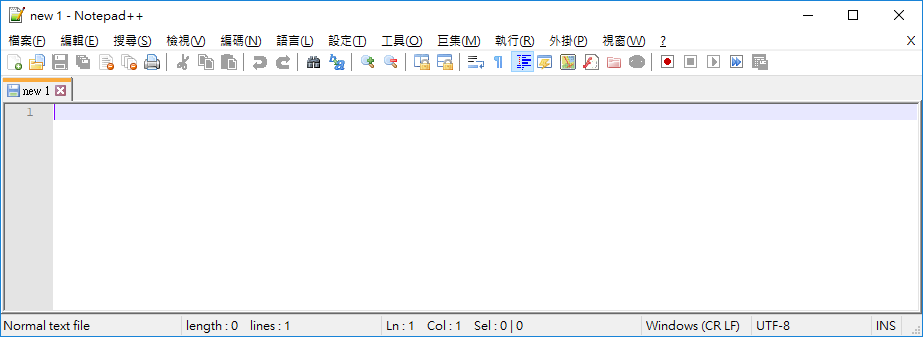 new 1 - Notepad++
檔案(F) 編輯(E) 搜尋(S) 檢視(V) 編碼(N) 語言(L) 設定(T) 工具(O) 巨集(M) 執行(R) 外掛(P) 視窗(W) ? X
new 1
1
Normal text file length : 0 lines : 1 Ln : 1 Col : 1 Sel : 0 | 0 Windows (CR LF) UTF-8 INS